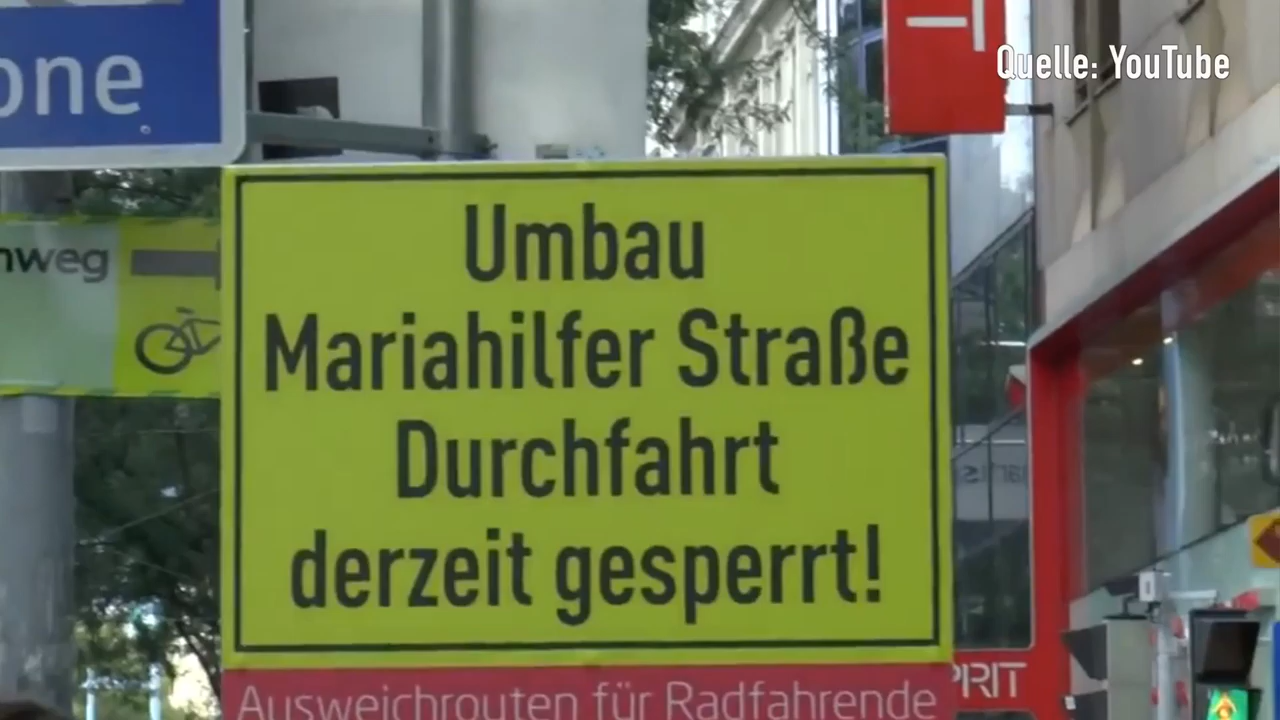 Quelle: YouTube
one
nweg
Umbau
Mariahilfer Straße
Durchfahrt
derzeit gesperrt!
Ausweichrouten für Radfahrende
PRIT